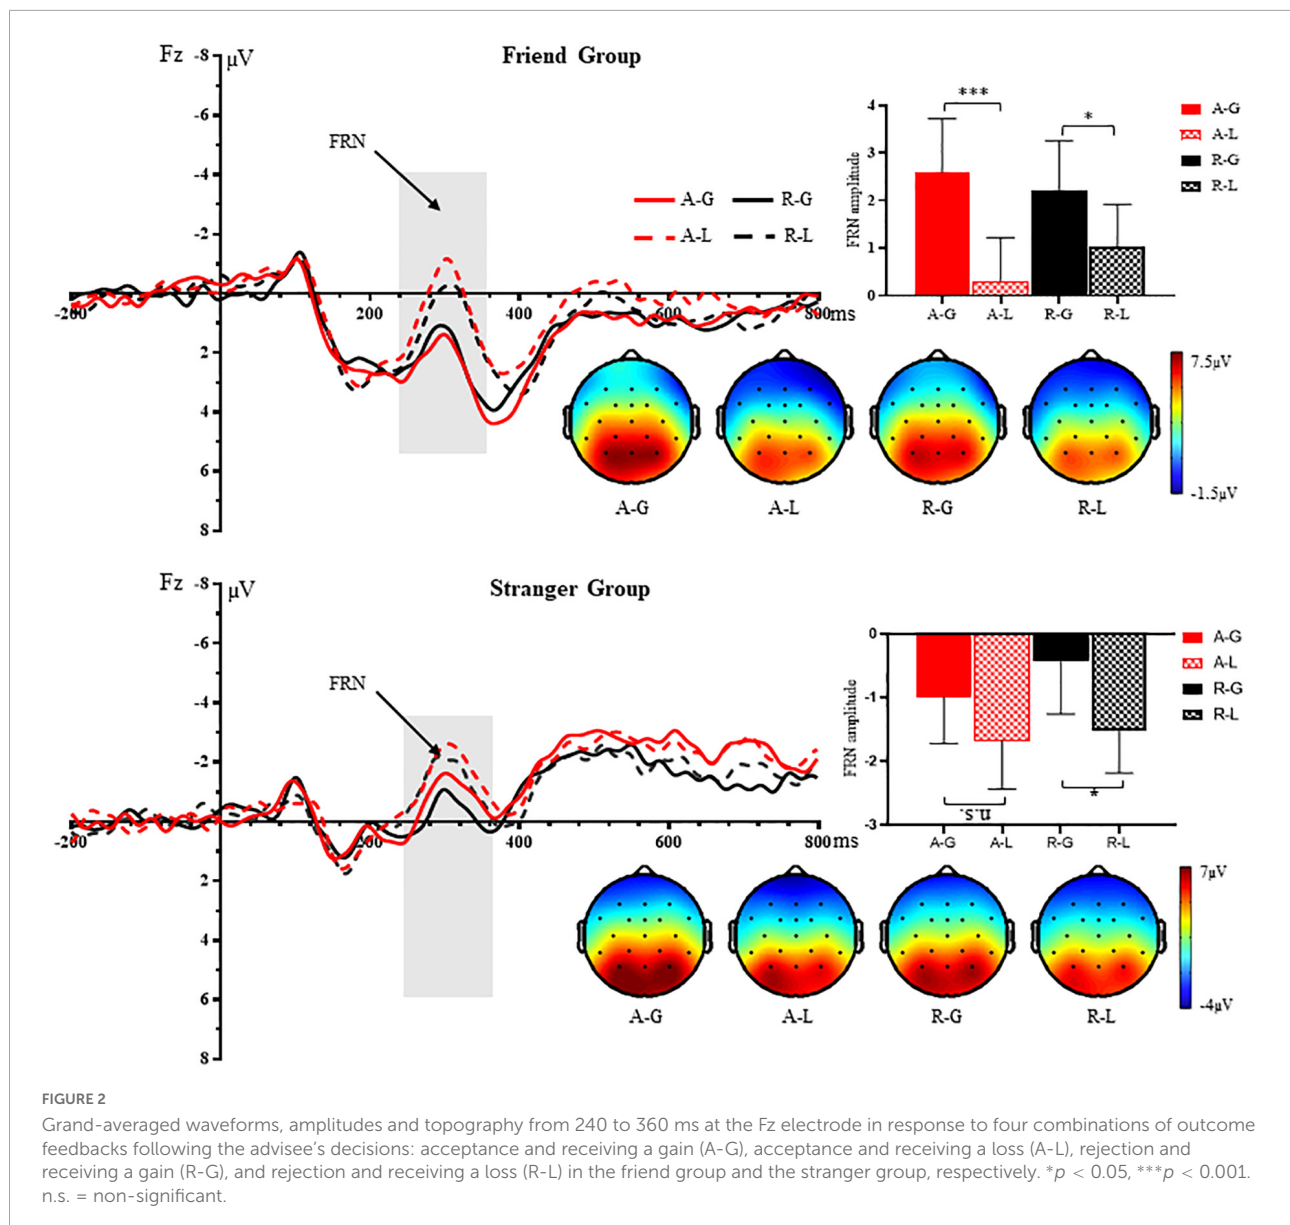 Fz
-8
μV
Friend Group
-6
FRN
-4
-2
A-G
R-G
A-L
R-L
-200
200
400
600
800
ms
2
4
6
8
***
*
4
3
2
1
0
FRN amplitude
A-G
A-L
R-G
R-L
A-G
A-L
R-G
R-L
7.5μV
-1.5μV
A-G
A-L
R-G
R-L
Fz
-8
μV
Stranger Group
-6
FRN
-4
-2
-200
200
400
600
800
ms
2
4
6
8
-0
-1
-2
-3
FRN amplitude
n.s.
*
A-G
A-L
R-G
R-L
A-G
A-L
R-G
R-L
7μV
-4μV
A-G
A-L
R-G
R-L
FIGURE 2
Grand-averaged waveforms, amplitudes and topography from 240 to 360 ms at the Fz electrode in response to four combinations of outcome
feedbacks following the advisee's decisions: acceptance and receiving a gain (A-G), acceptance and receiving a loss (A-L), rejection and
receiving a gain (R-G), and rejection and receiving a loss (R-L) in the friend group and the stranger group, respectively. *p < 0.05, ***p < 0.001.
n.s. = non-significant.